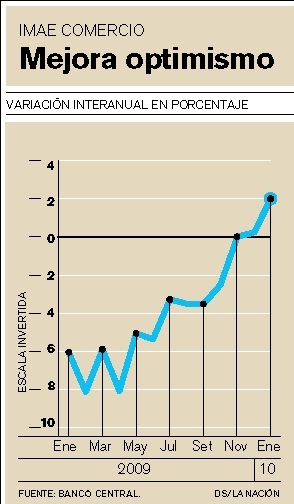 IMAE COMERCIO
Mejora optimismo
VARIACIÓN INTERANUAL EN PORCENTAJE
4
2
0
2
4
6
8
10
ESCALA INVERTIDA
Ene Mar May Jul Set Nov Ene
2009 10
FUENTE: BANCO CENTRAL. DS/LA NACIÓN